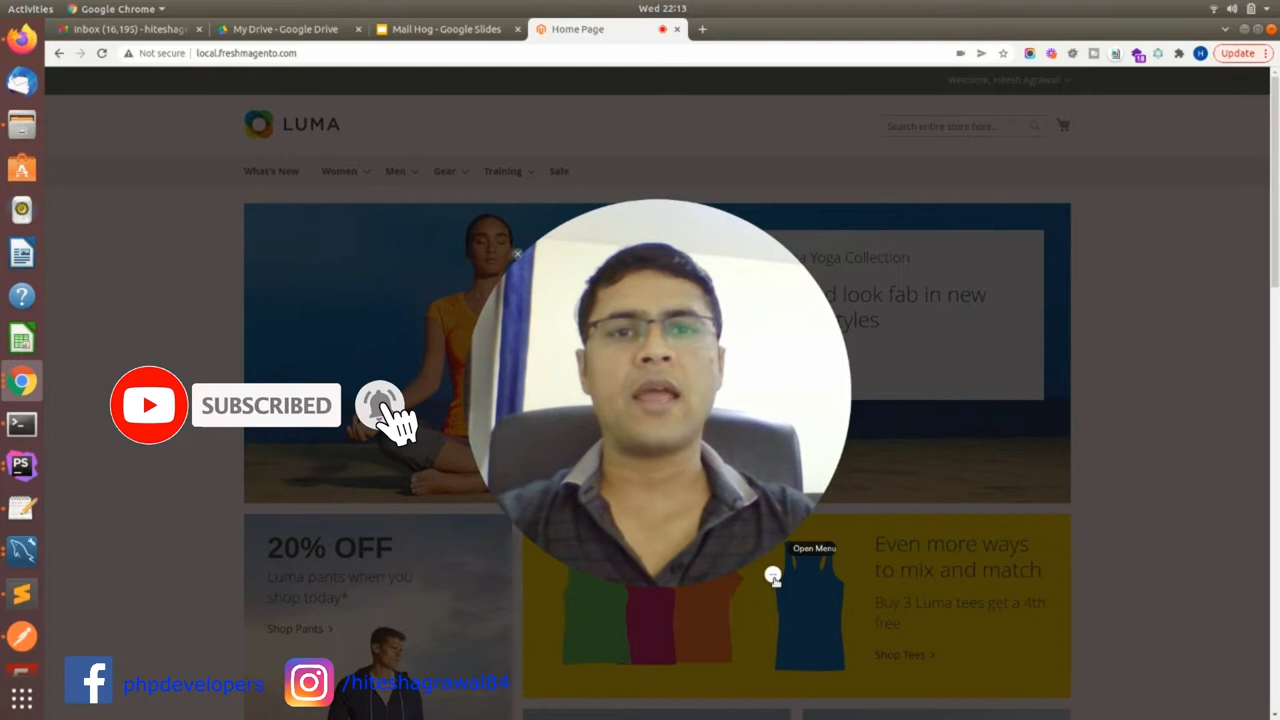 Activities
Google Chrome
Wed 22:13
Inbox (16,195) - hiteshag
My Drive - Google Drive
Mail Hog - Google Slides
Home Page
Not secure
local.freshmagento.com
18
H
Update
Welcome, Hitesh Agrawal!
LUMA
Search entire store here...
What's New
Women
Men
Gear
Training
Sale
a Yoga Collection
d look fab in new
tyles
SUBSCRIBED
PS
20% OFF
Luma pants when you
shop today*
Shop Pants >
Open Menu
Even more ways
to mix and match
Buy 3 Luma tees get a 4th
free
Shop Tees >
phpdevelopers
/hiteshagrawal84